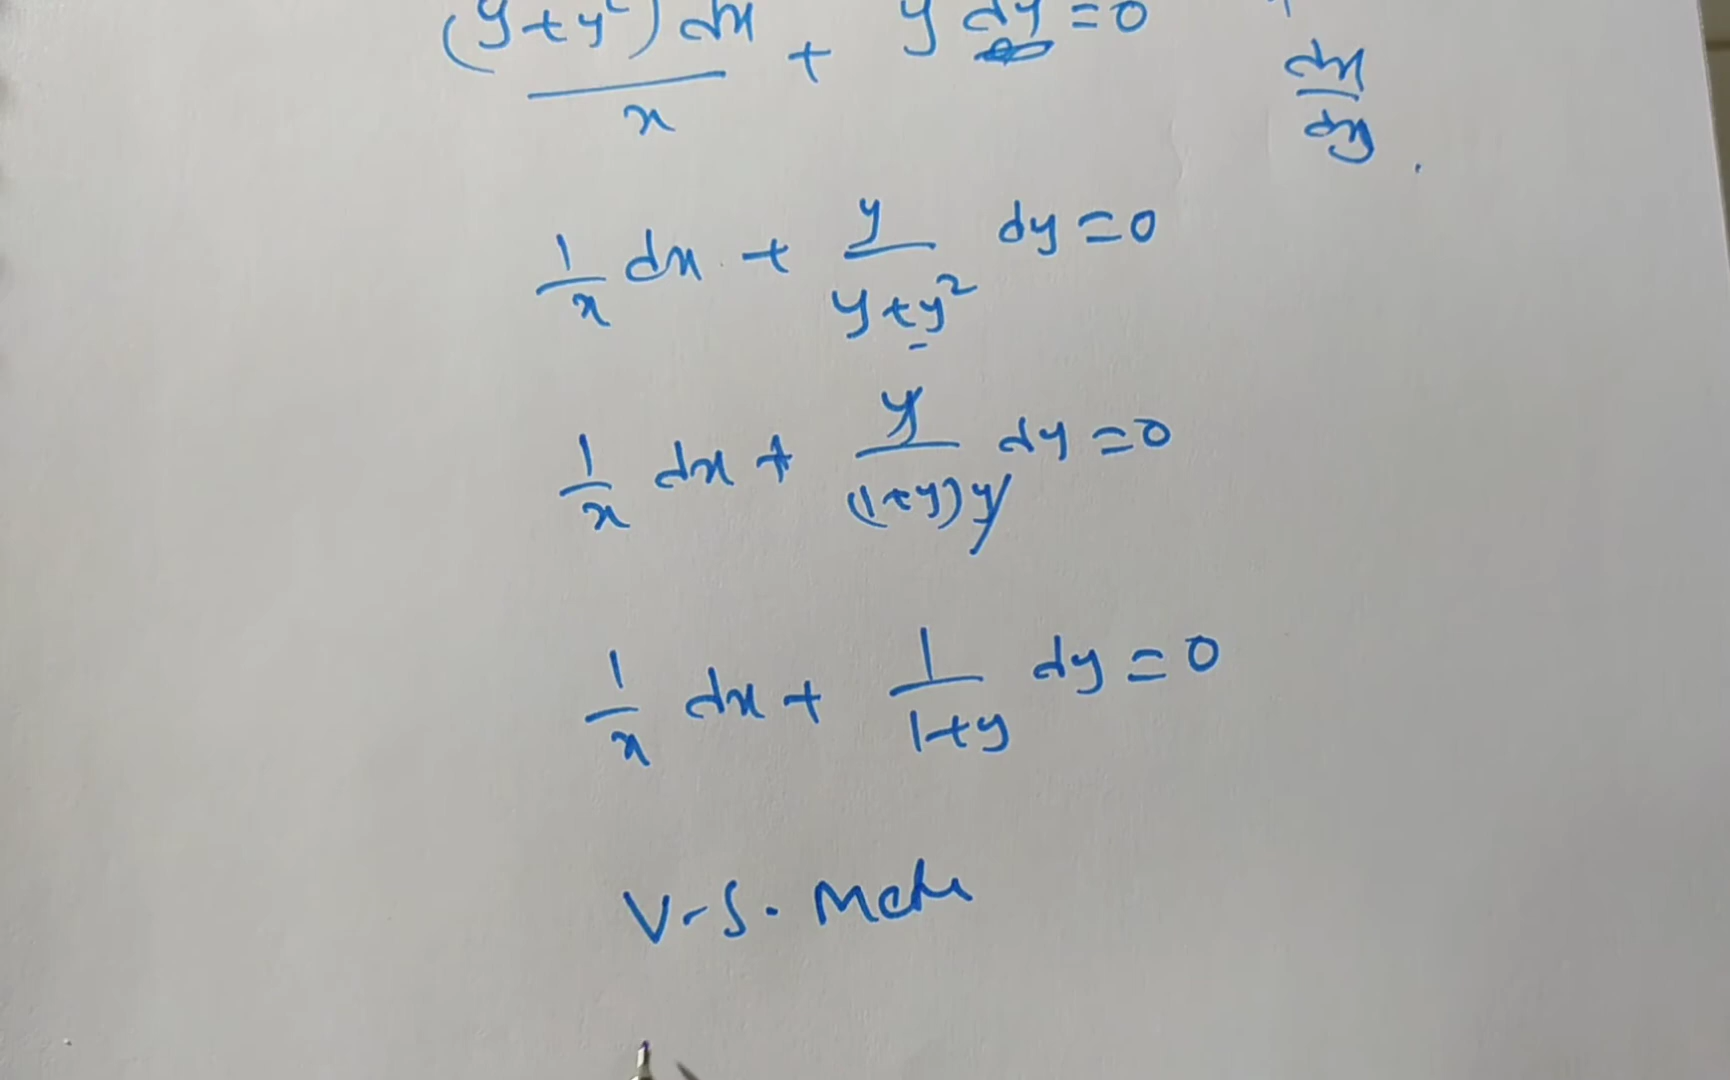 (y+y²)dx/x + y dy = 0
dx/dy.
1/x dx + y/y+y² dy = 0
1/x dx + y/(1+y)y dy = 0
1/x dx + 1/1+y dy = 0
V-S.